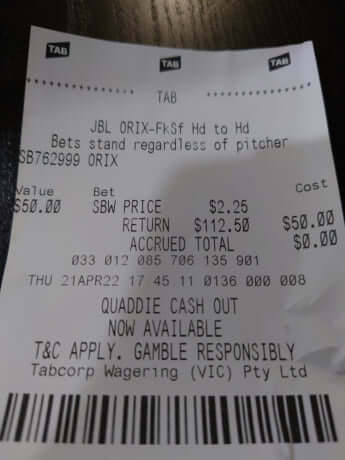 TAB TAB TAB
TAB
JBL ORIX-FkSf Hd to Hd
Bets stand regardless of pitcher
SB762999 ORIX
Value Bet Cost
$50.00 SBW PRICE $2.25
RETURN $112.50 $50.00
ACCRUED TOTAL $0.00
033 012 085 706 135 901
THU 21APR22 17 45 11 0136 000 008
QUADDIE CASH OUT
NOW AVAILABLE
T&C APPLY. GAMBLE RESPONSIBLY
Tabcorp Wagering (VIC) Pty Ltd